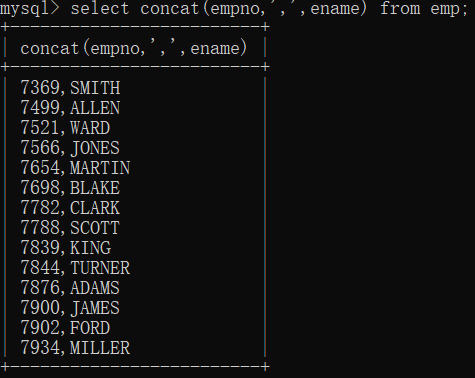 mysql> select concat(empno,',',ename) from emp;
+-------------------------+
| concat(empno,',',ename) |
+-------------------------+
| 7369,SMITH              |
| 7499,ALLEN              |
| 7521,WARD               |
| 7566,JONES              |
| 7654,MARTIN             |
| 7698,BLAKE              |
| 7782,CLARK              |
| 7788,SCOTT              |
| 7839,KING               |
| 7844,TURNER             |
| 7876,ADAMS              |
| 7900,JAMES              |
| 7902,FORD               |
| 7934,MILLER             |
+-------------------------+